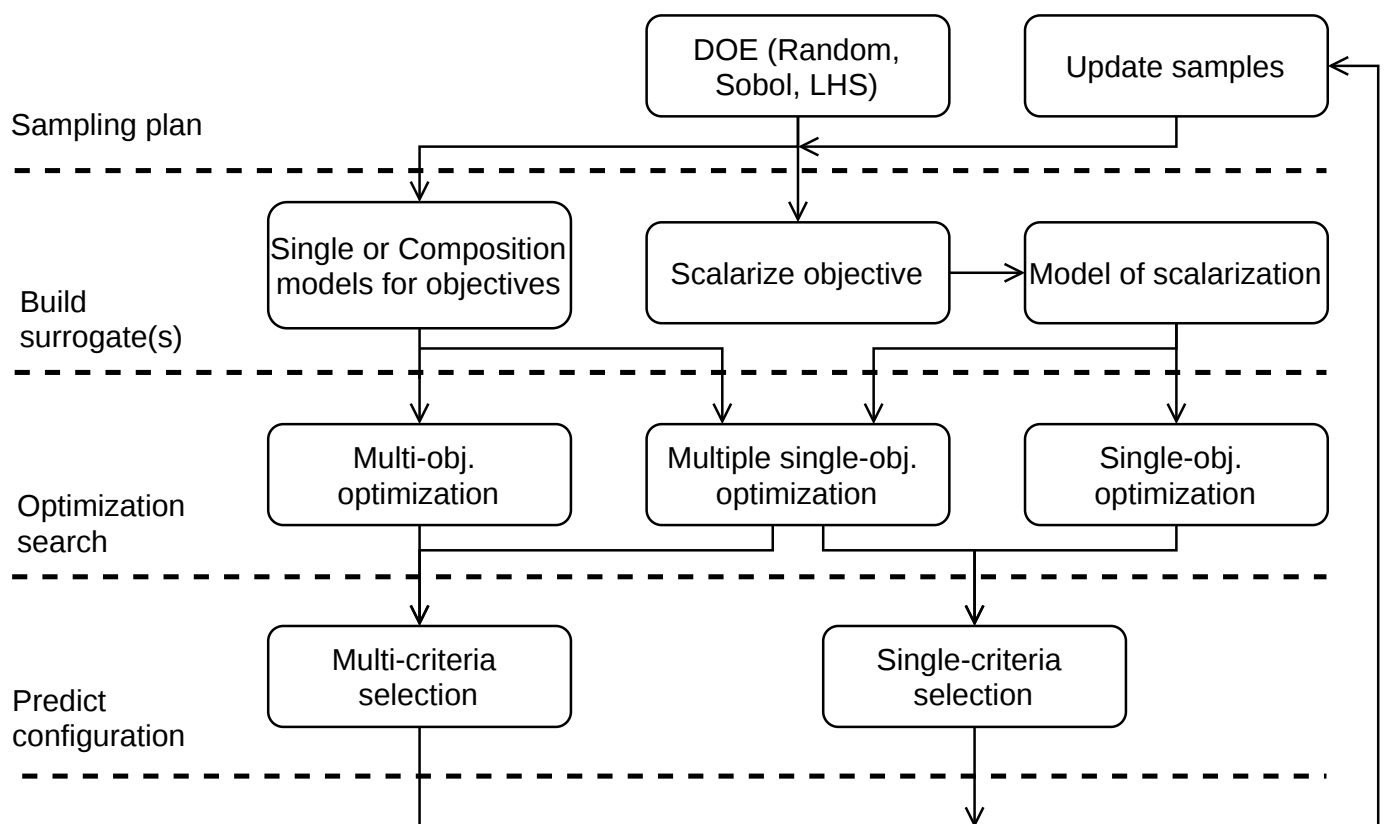 DOE (Random,
Sobol, LHS)
Update samples
Sampling plan
Single or Composition
models for objectives
Scalarize objective
Model of scalarization
Build
surrogate(s)
Multi-obj.
optimization
Multiple single-obj.
optimization
Single-obj.
optimization
Optimization
search
Multi-criteria
selection
Single-criteria
selection
Predict
configuration